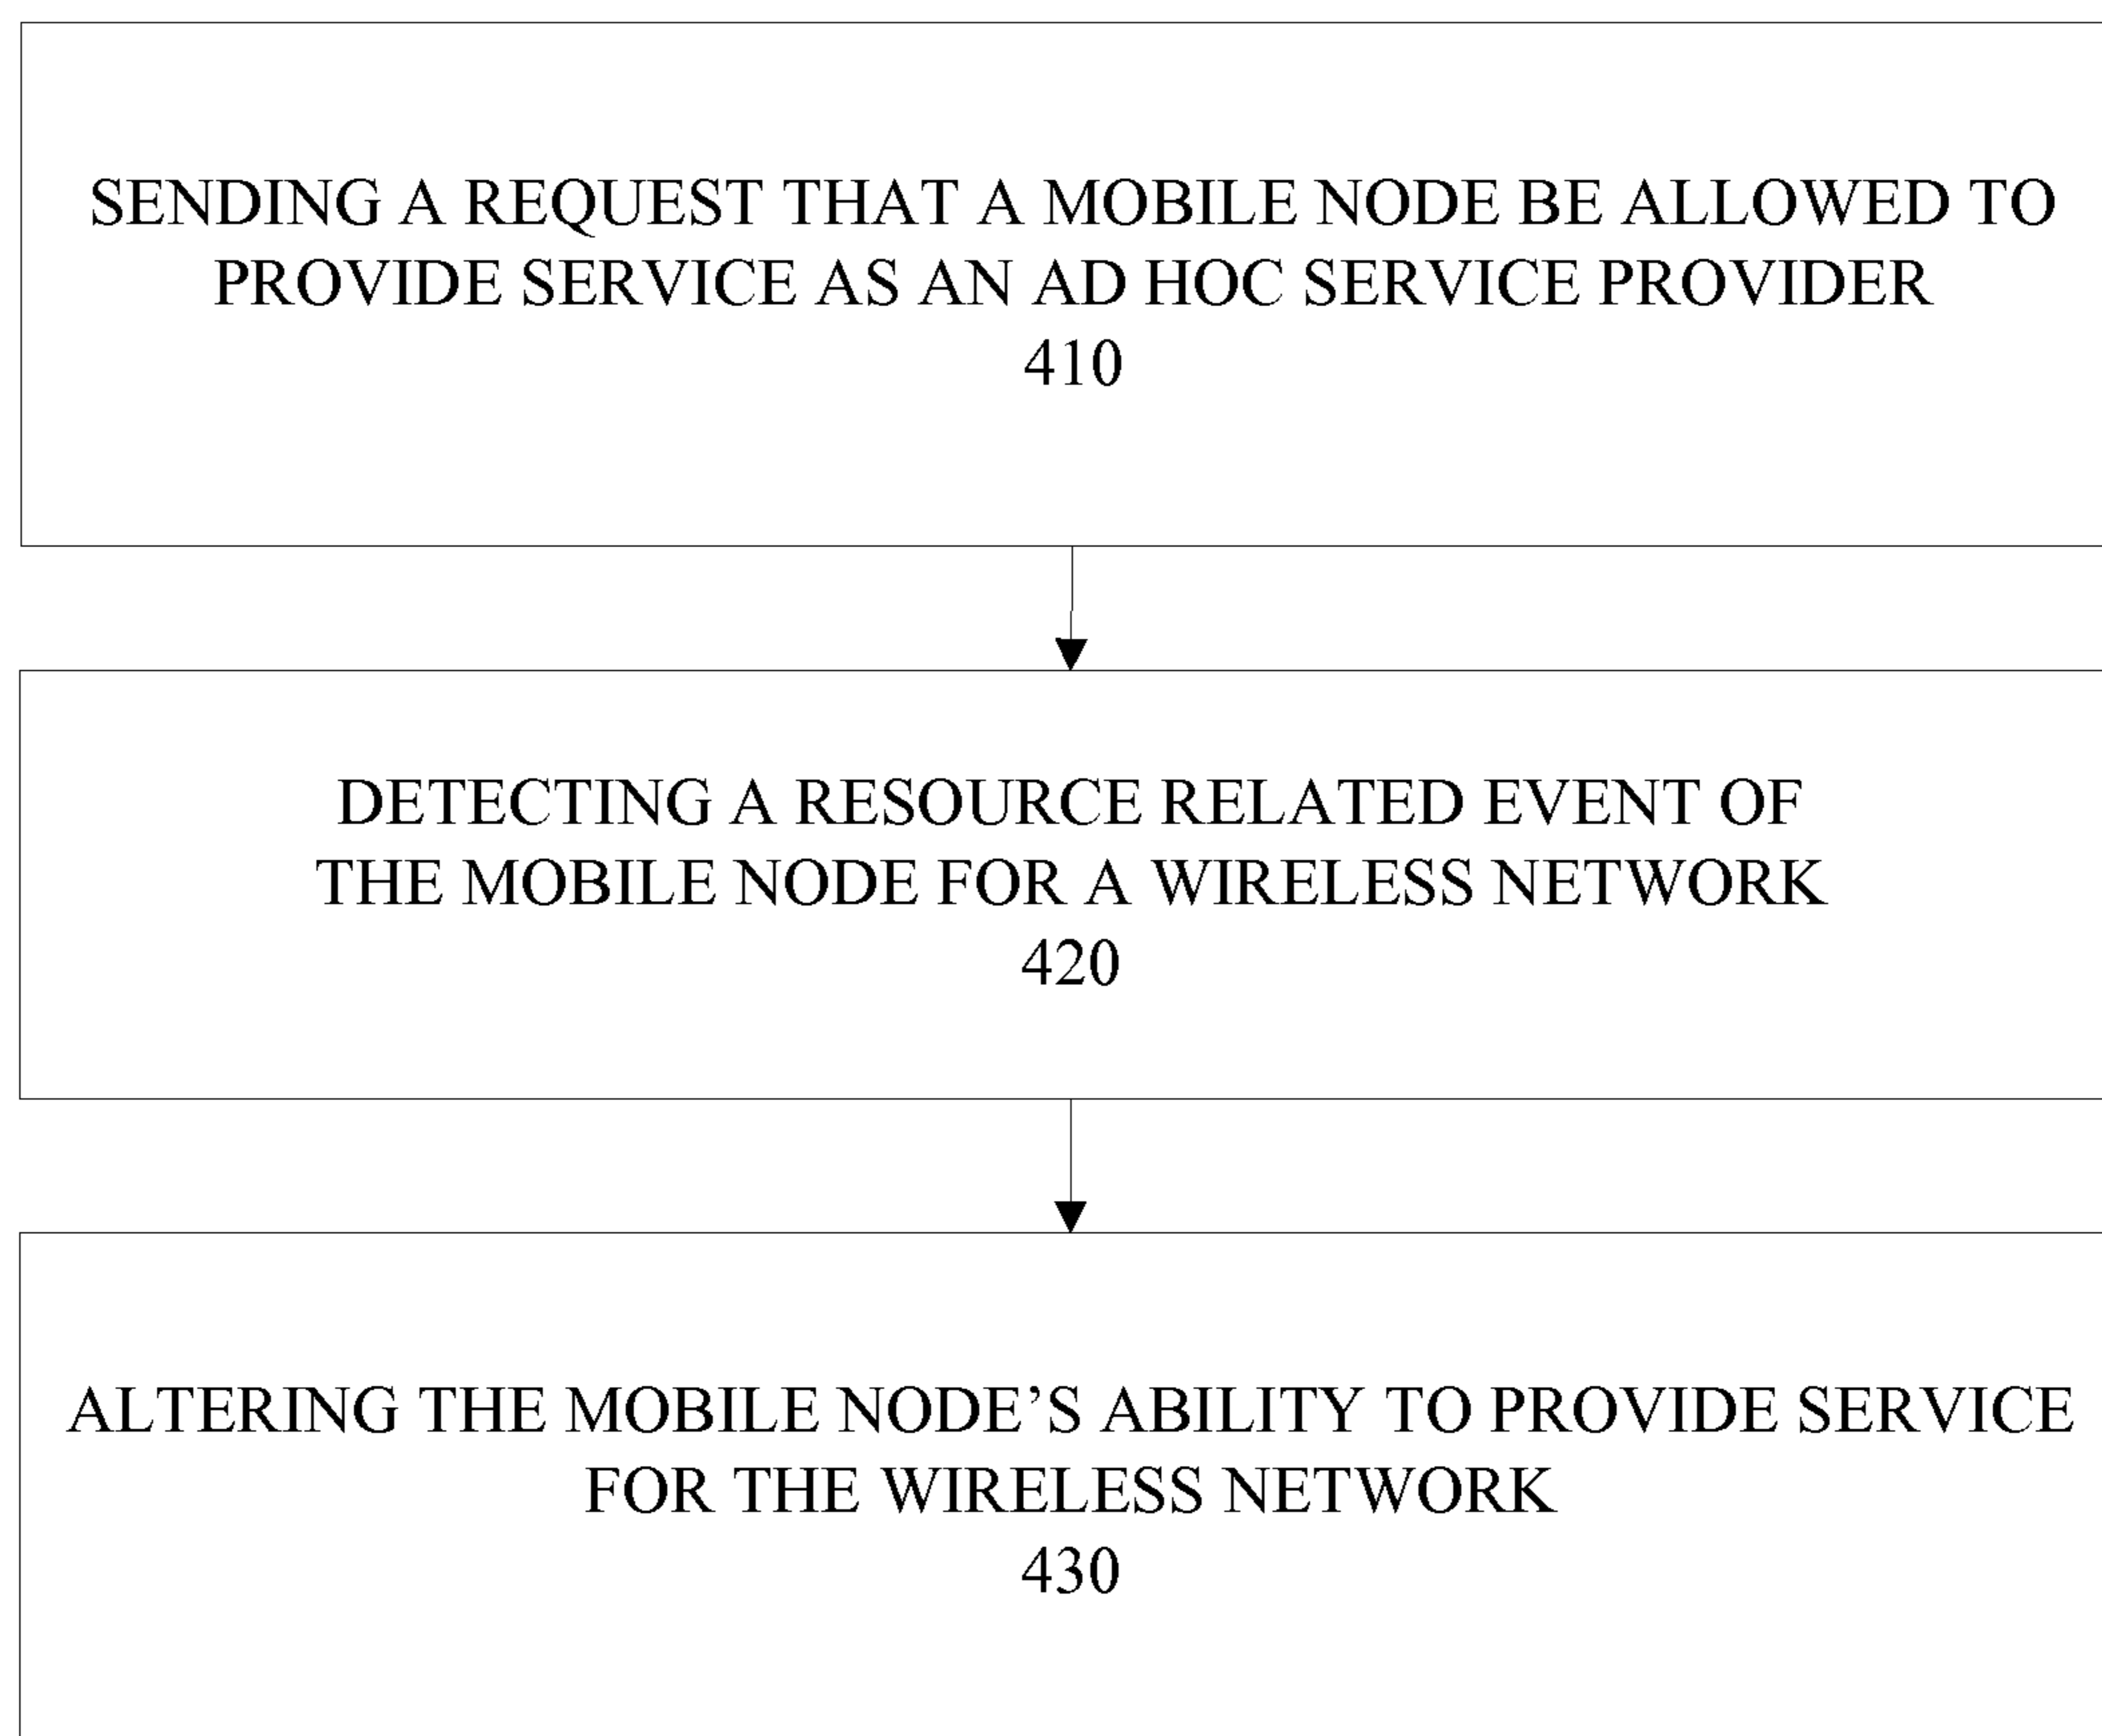 SENDING A REQUEST THAT A MOBILE NODE BE ALLOWED TO
PROVIDE SERVICE AS AN AD HOC SERVICE PROVIDER
410
DETECTING A RESOURCE RELATED EVENT OF
THE MOBILE NODE FOR A WIRELESS NETWORK
420
ALTERING THE MOBILE NODE’S ABILITY TO PROVIDE SERVICE
FOR THE WIRELESS NETWORK
430